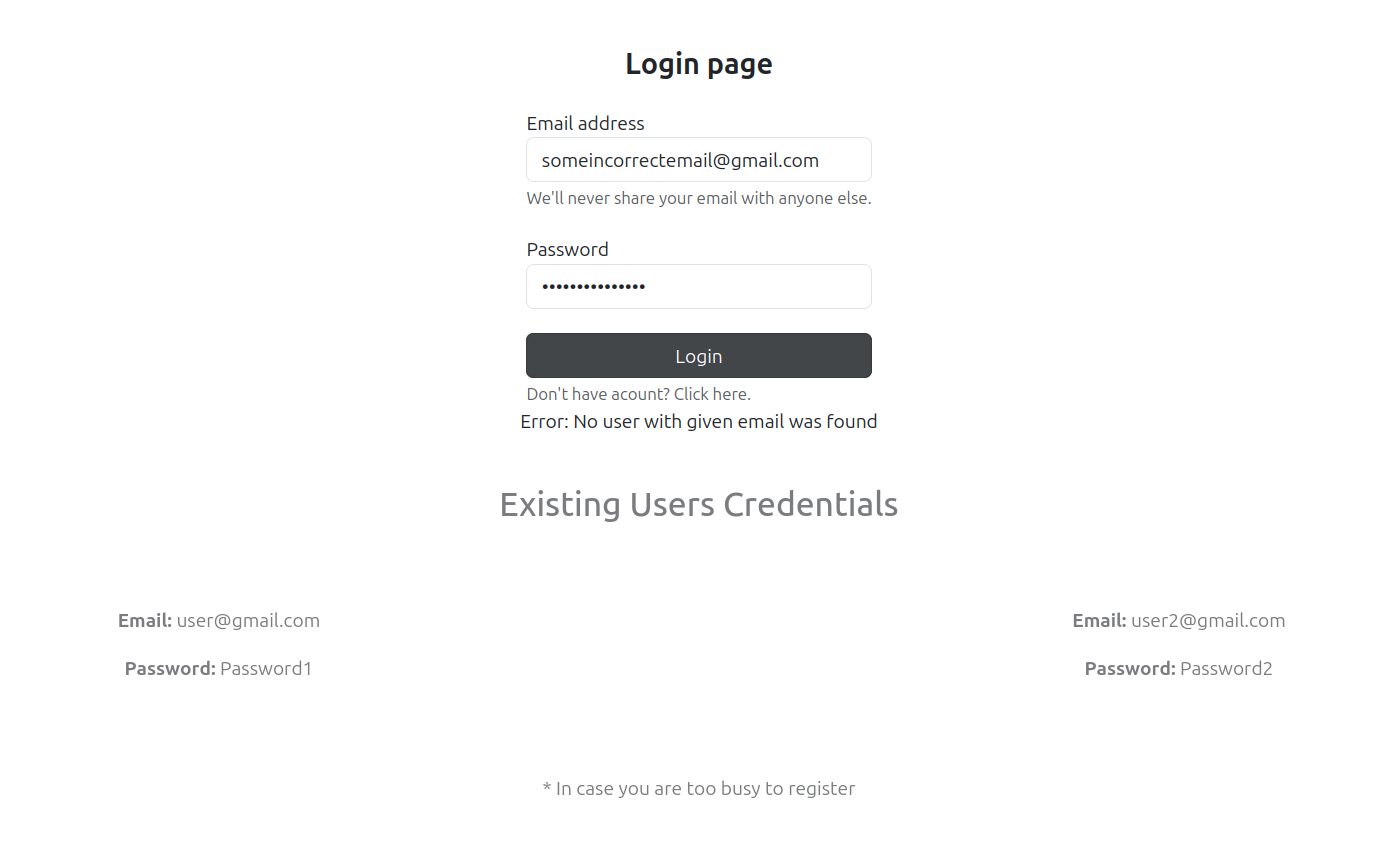 Login page
Email address
someincorrectemail@gmail.com
We'll never share your email with anyone else.
Password
•••••••••••••••
Login
Don't have acount? Click here.
Error: No user with given email was found
Existing Users Credentials
Email: user@gmail.com
Password: Password1
Email: user2@gmail.com
Password: Password2
* In case you are too busy to register